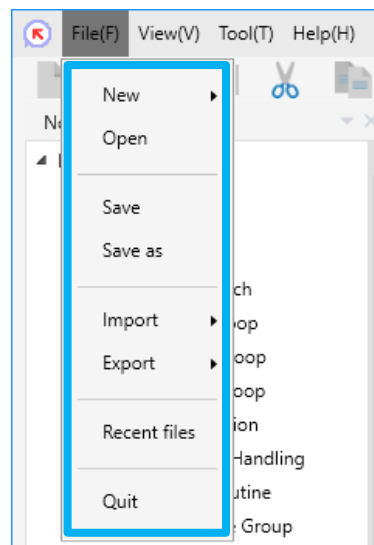 File(F) View(V) Tool(T) Help(H)
New
Open
Save
Save as
ch
Import
oop
Export
oop
oop
Recent files
ion
Handling
Quit
utine
Group